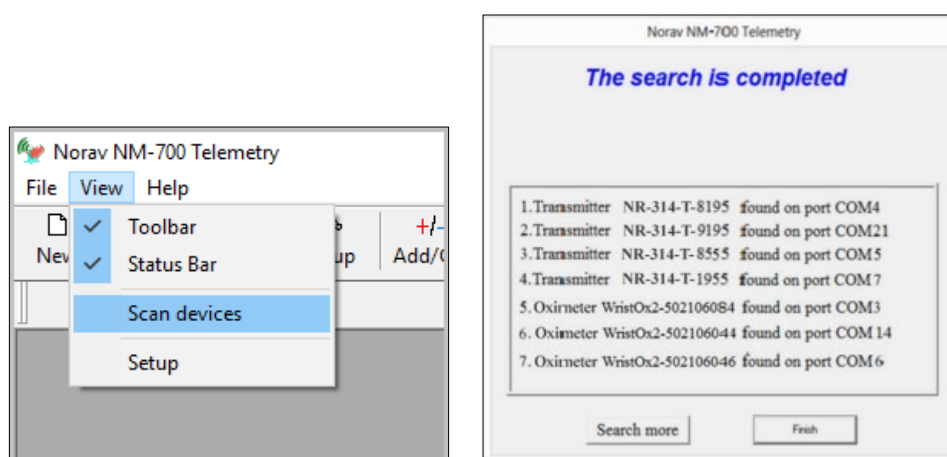 Norav NM-700 Telemetry
File View Help
New up +/- Add/
Toolbar
Status Bar
Scan devices
Setup
Norav NM-700 Telemetry
The search is completed
1.Transmitter NR-314-T-8195 found on port COM4
2.Transmitter NR-314-T-9195 found on port COM21
3.Transmitter NR-314-T-8555 found on port COM5
4.Transmitter NR-314-T-1955 found on port COM7
5.Oximeter WristOx2-502106084 found on port COM3
6. Oximeter WristOx2-502106044 found on port COM 14
7. Oximeter WristOx2-502106046 found on port COM6
Search more Finish